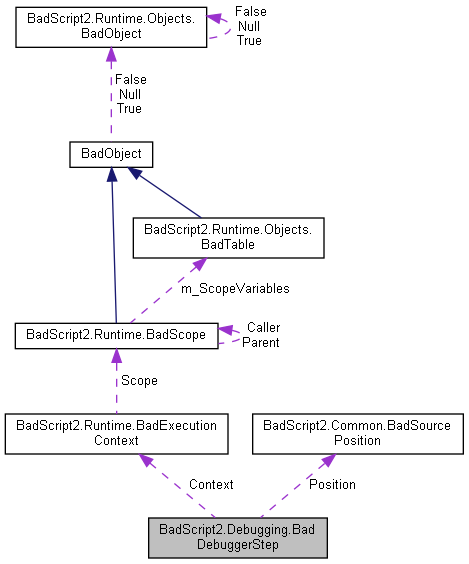 BadScript2.Runtime.Objects.
BadObject
False
Null
True
False
Null
True
BadObject
BadScript2.Runtime.Objects.
BadTable
m_ScopeVariables
BadScript2.Runtime.BadScope
Caller
Parent
Scope
BadScript2.Runtime.BadExecution
Context
BadScript2.Common.BadSource
Position
Context
Position
BadScript2.Debugging.Bad
DebuggerStep